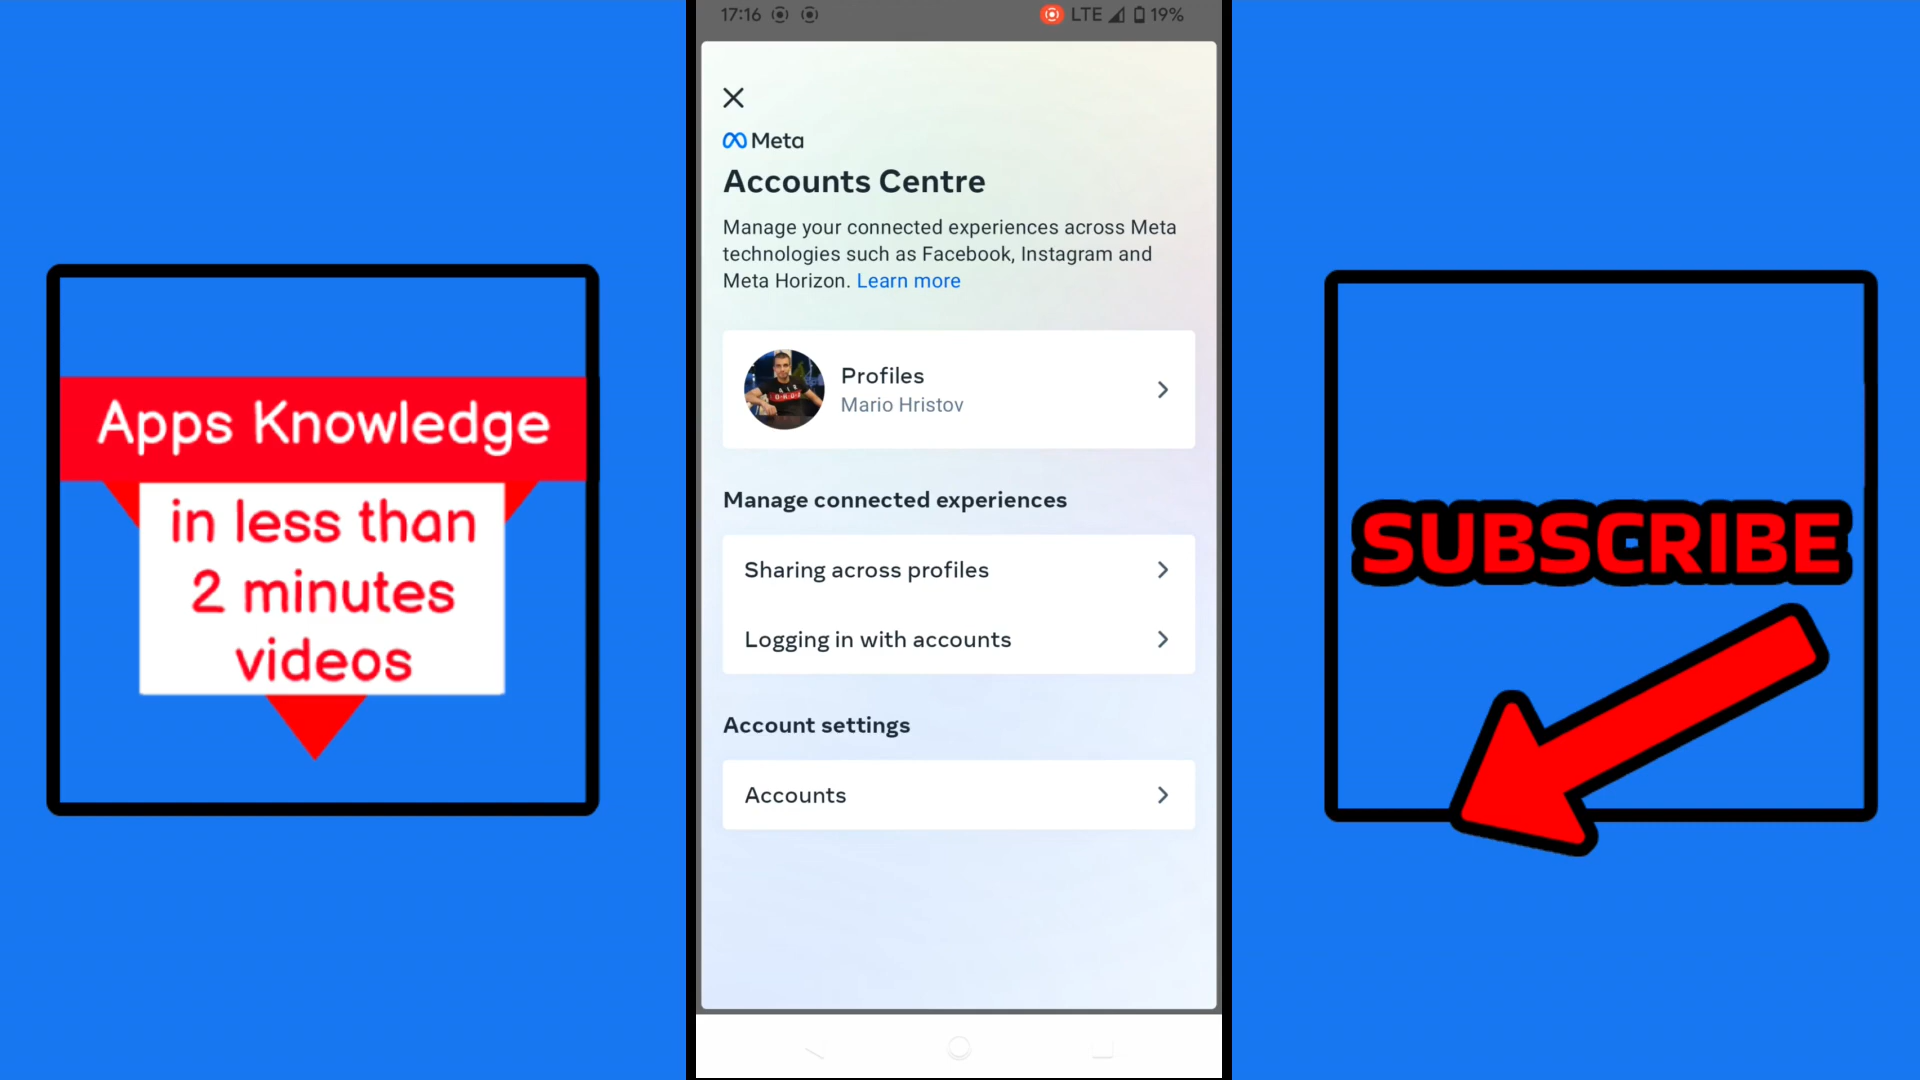 17:16
LTE 19%
Meta
Accounts Centre
Manage your connected experiences across Meta
technologies such as Facebook, Instagram and
Meta Horizon. Learn more
Profiles
Mario Hristov
Manage connected experiences
Sharing across profiles
Logging in with accounts
Account settings
Accounts
Apps Knowledge
in less than
2 minutes
videos
SUBSCRIBE